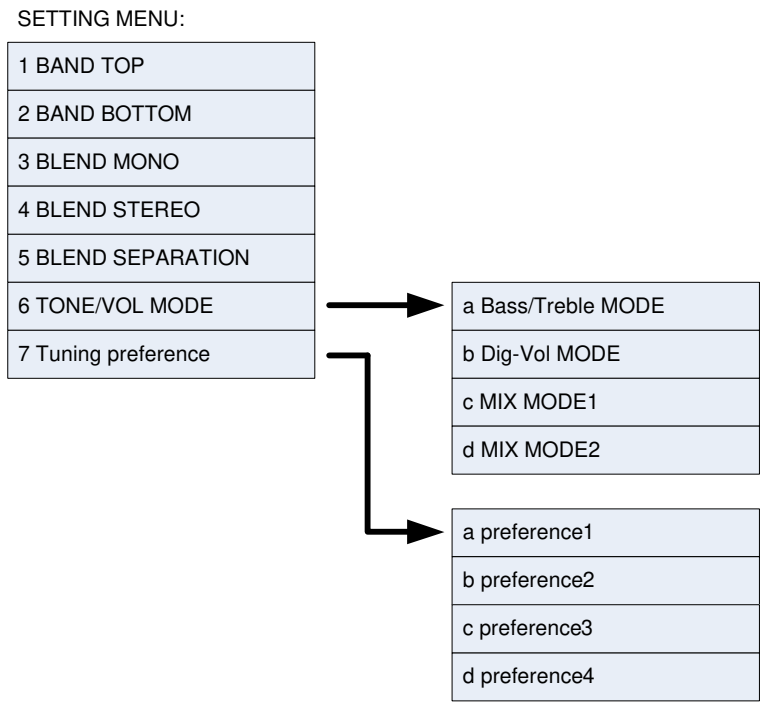 SETTING MENU:
1 BAND TOP
2 BAND BOTTOM
3 BLEND MONO
4 BLEND STEREO
5 BLEND SEPARATION
6 TONE/VOL MODE
7 Tuning preference
a Bass/Treble MODE
b Dig-Vol MODE
c MIX MODE1
d MIX MODE2
a preference1
b preference2
c preference3
d preference4